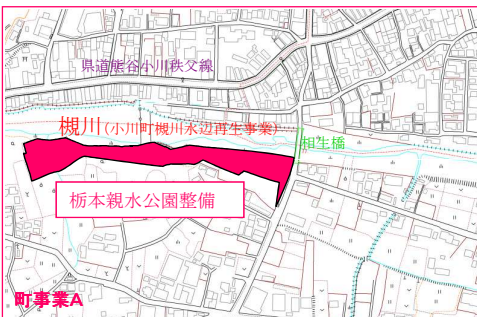 県道熊谷小川秩父線
槻川(小川町槻川水辺再生事業)
相生橋
栃本親水公園整備
町事業A